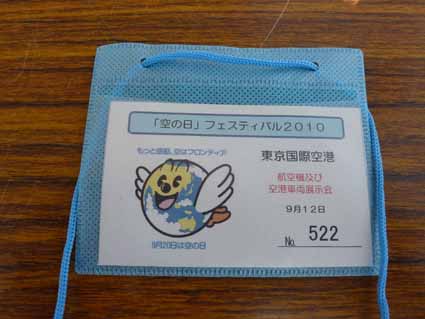 「空の日」フェスティバル２０１０
もっと感動、空はフロンティア!
9月20日は空の日
東京国際空港
航空機及び
空港車両展示会
９月１２日
No. 522